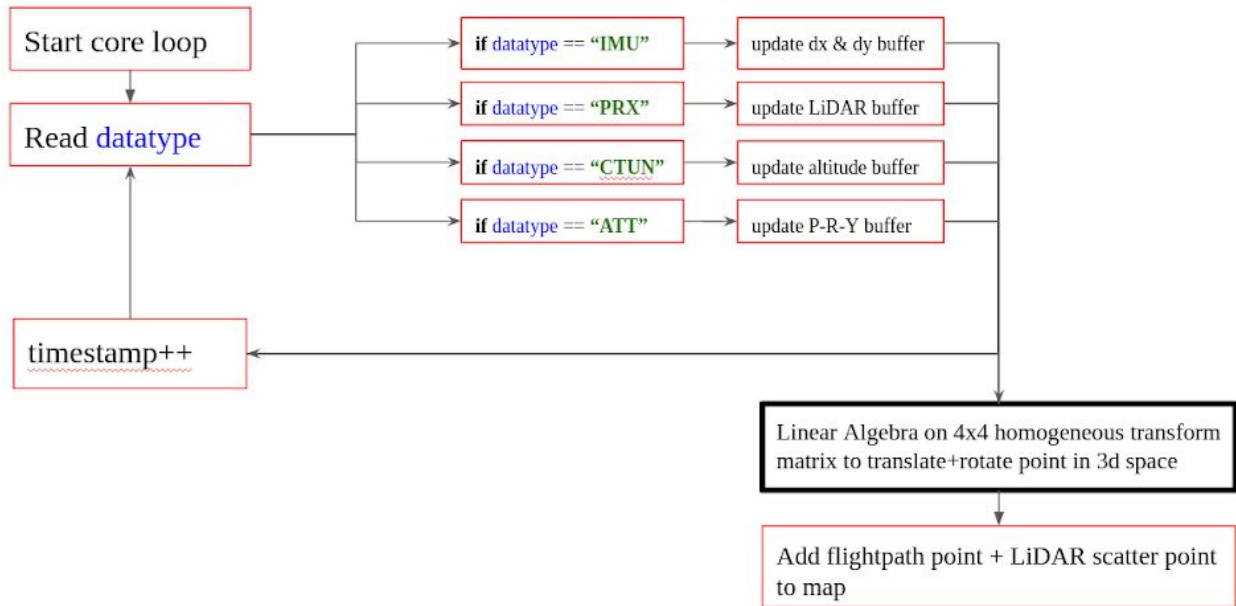 Start core loop
Read datatype
if datatype == “IMU”
update dx & dy buffer
if datatype == “PRX”
update LiDAR buffer
if datatype == “CTUN”
update altitude buffer
if datatype == “ATT”
update P-R-Y buffer
timestamp++
Linear Algebra on 4x4 homogeneous transform
matrix to translate+rotate point in 3d space
Add flightpath point + LiDAR scatter point
to map